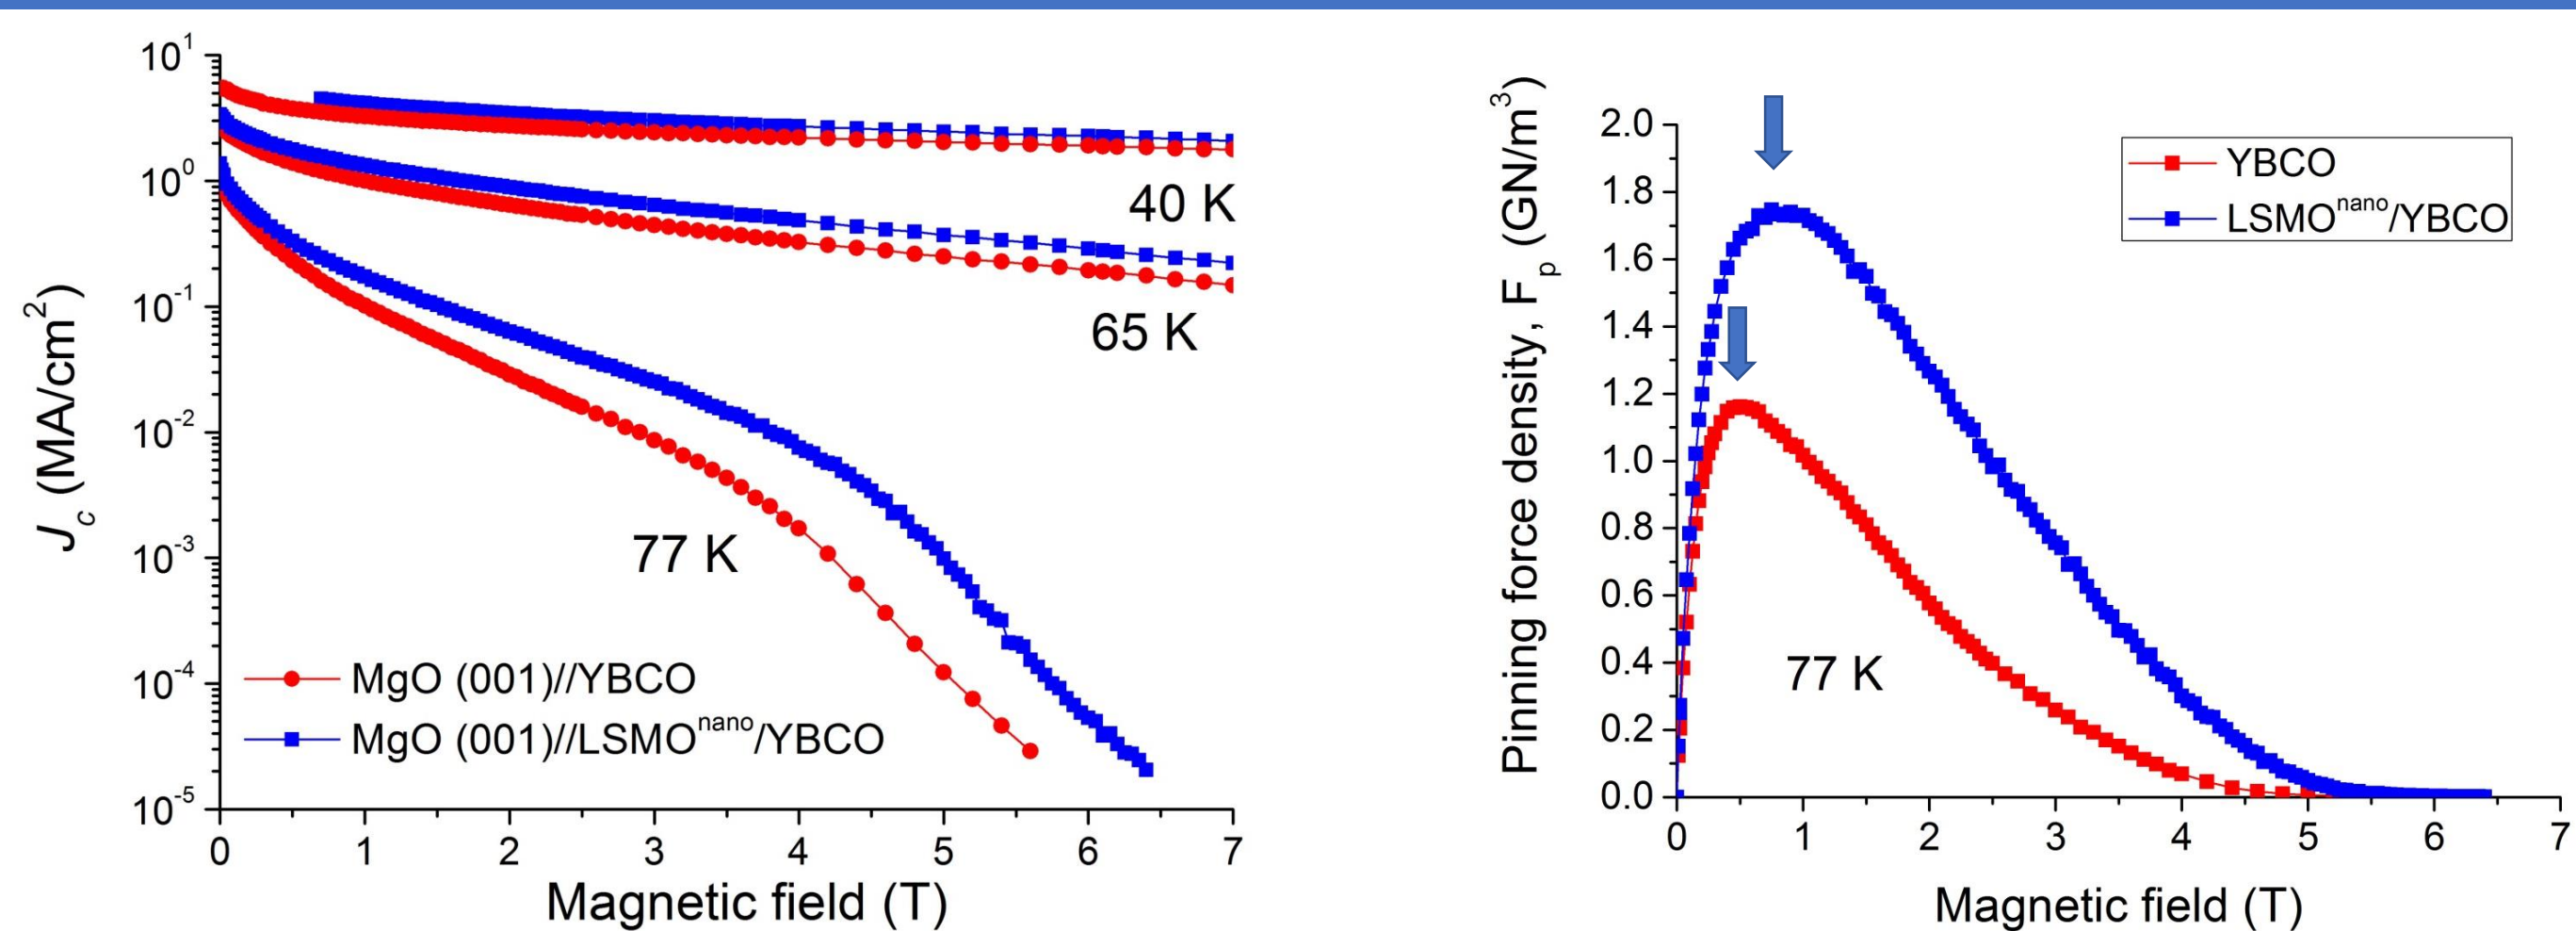 10^1
10^0
10^-1
10^-2
10^-3
10^-4
10^-5
J_c (MA/cm^2)
40 K
65 K
77 K
MgO (001)//YBCO
MgO (001)//LSMO^nano/YBCO
0 1 2 3 4 5 6 7
Magnetic field (T)
Pinning force density, F_p (GN/m^3)
2.0
1.8
1.6
1.4
1.2
1.0
0.8
0.6
0.4
0.2
0.0
YBCO
LSMO^nano/YBCO
77 K
0 1 2 3 4 5 6 7
Magnetic field (T)